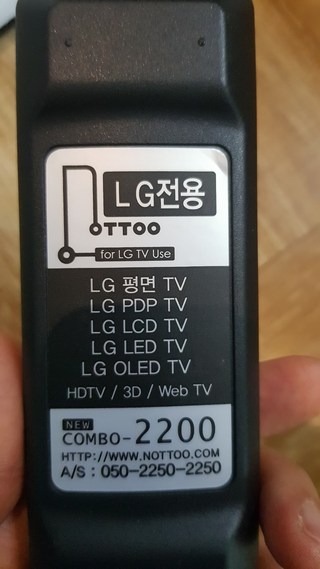 LG전용
NOTTOO
for LG TV Use
LG 평면 TV
LG PDP TV
LG LCD TV
LG LED TV
LG OLED TV
HDTV / 3D / Web TV
NEW
COMBO-2200
HTTP://WWW.NOTTOO.COM
A/S : 050-2250-2250